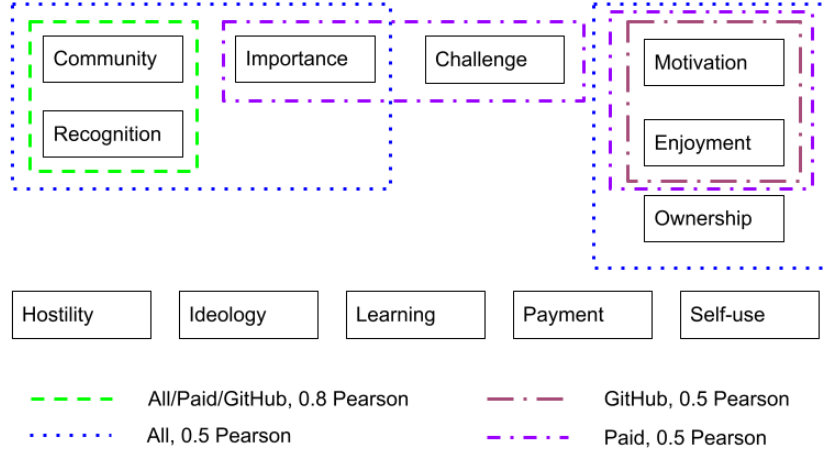 Community
Importance
Challenge
Motivation
Recognition
Enjoyment
Ownership
Hostility
Ideology
Learning
Payment
Self-use
All/Paid/GitHub, 0.8 Pearson
GitHub, 0.5 Pearson
All, 0.5 Pearson
Paid, 0.5 Pearson